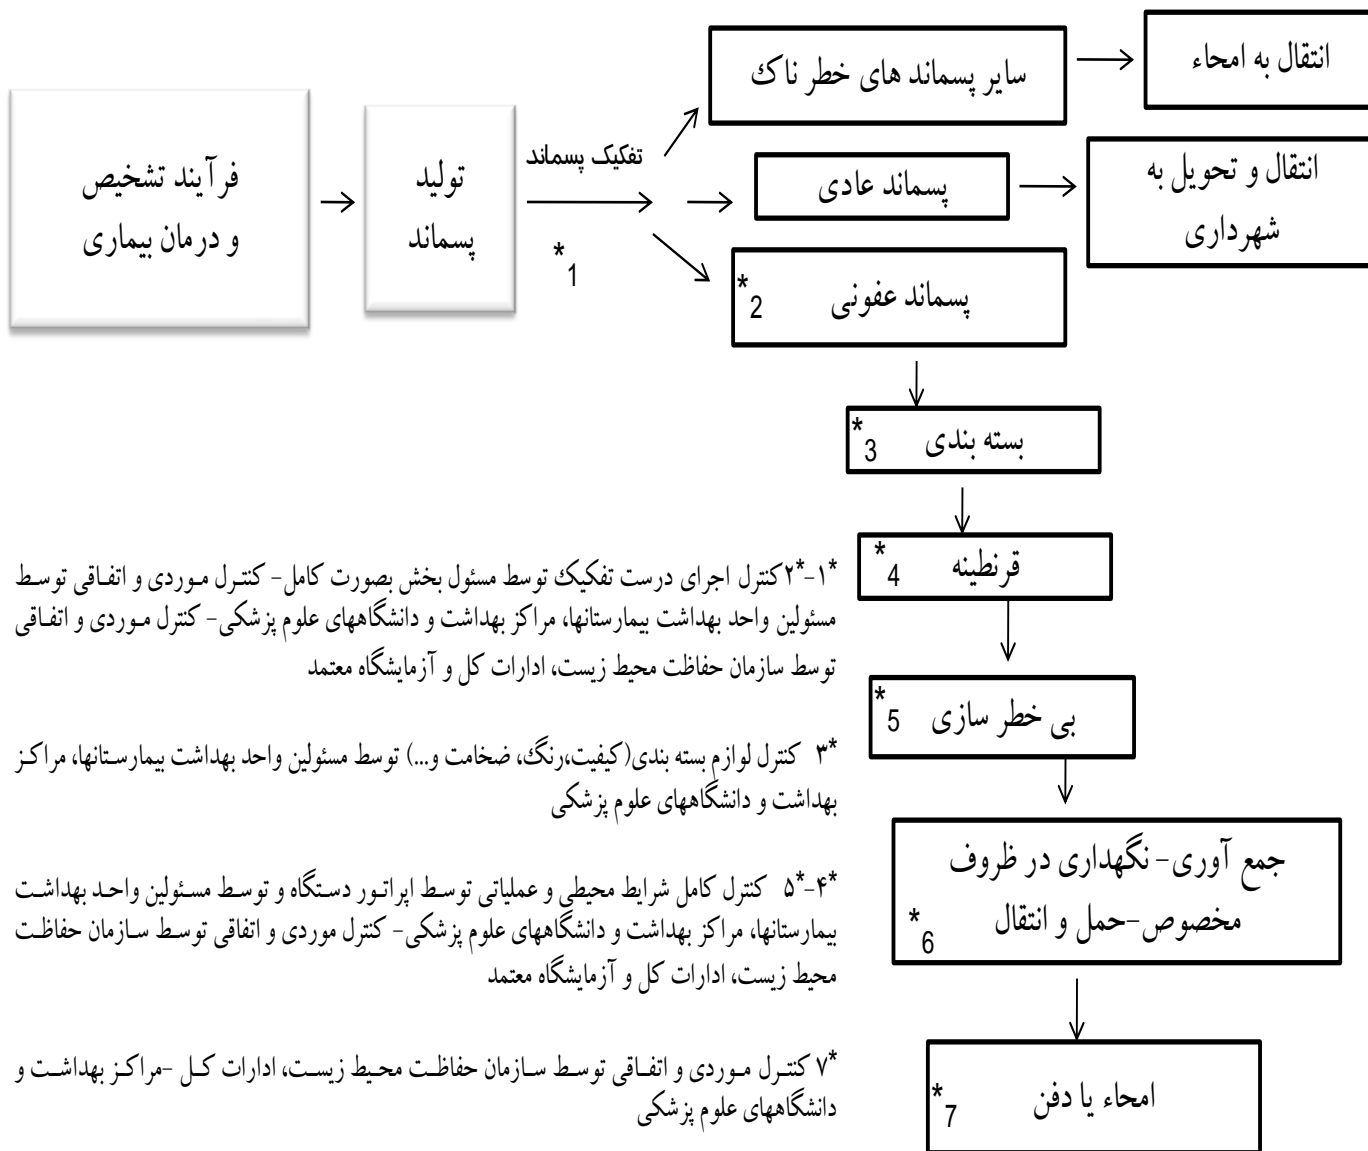 فرآیند تشخیص
و درمان بیماری
تولید
پسماند
تفکیک پسماند
*1
سایر پسماند های خطر ناک
انتقال به امحاء
پسماند عادی
انتقال و تحویل به
شهرداری
پسماند عفونی
*2
بسته بندی
*3
قرنطینه
*4
بی خطر سازی
*5
جمع آوری- نگهداری در ظروف
مخصوص-حمل و انتقال
*6
امحاء یا دفن
*7
*۱-*۲کنترل اجرای درست تفکیک توسط مسئول بخش بصورت کامل- کنترل موردی و اتفاقی توسط
مسئولین واحد بهداشت بیمارستانها، مراکز بهداشت و دانشگاههای علوم پزشکی- کنترل موردی و اتفاقی
توسط سازمان حفاظت محیط زیست، ادارات کل و آزمایشگاه معتمد
*۳ کنترل لوازم بسته بندی(کیفیت،رنگ، ضخامت و...) توسط مسئولین واحد بهداشت بیمارستانها، مراکز
بهداشت و دانشگاههای علوم پزشکی
*۴-*۵ کنترل کامل شرایط محیطی و عملیاتی توسط اپراتور دستگاه و توسط مسئولین واحد بهداشت
بیمارستانها، مراکز بهداشت و دانشگاههای علوم پزشکی- کنترل موردی و اتفاقی توسط سازمان حفاظت
محیط زیست، ادارات کل و آزمایشگاه معتمد
*۷ کنترل موردی و اتفاقی توسط سازمان حفاظت محیط زیست، ادارات کل -مراکز بهداشت و
دانشگاههای علوم پزشکی